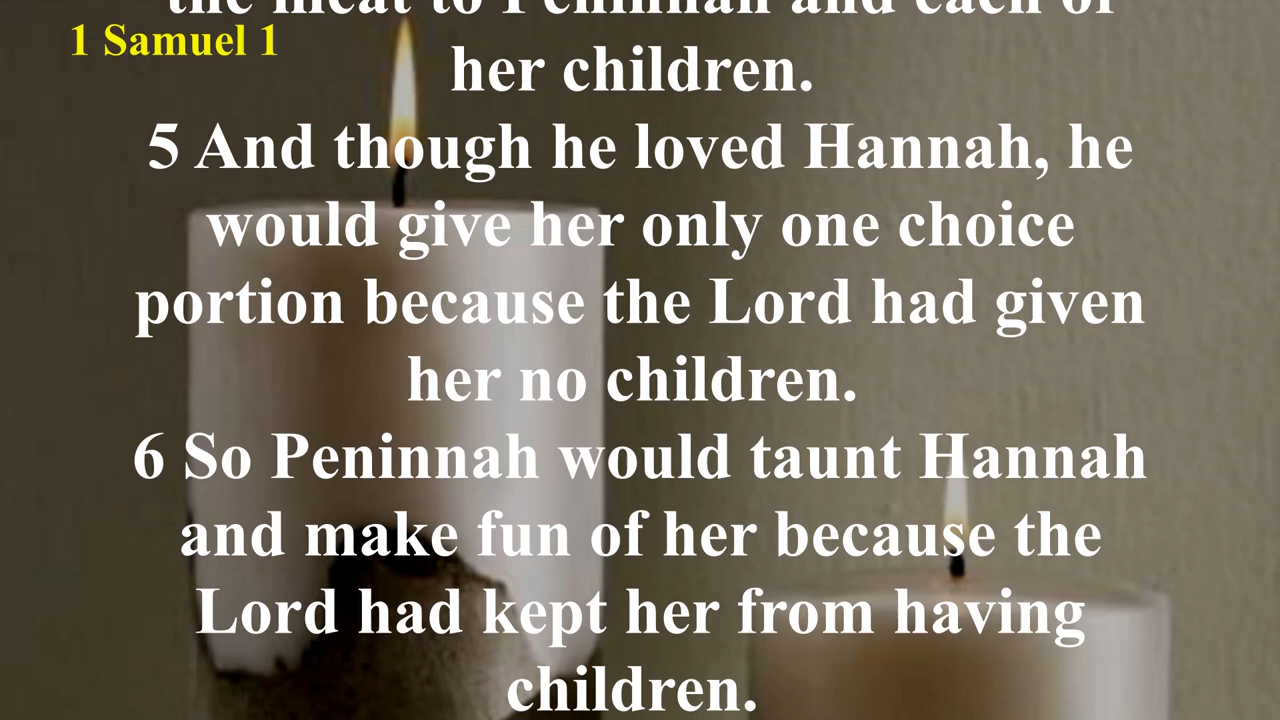 the meat to Peninnah and each of
1 Samuel 1
her children.
5 And though he loved Hannah, he
would give her only one choice
portion because the Lord had given
her no children.
6 So Peninnah would taunt Hannah
and make fun of her because the
Lord had kept her from having
children.